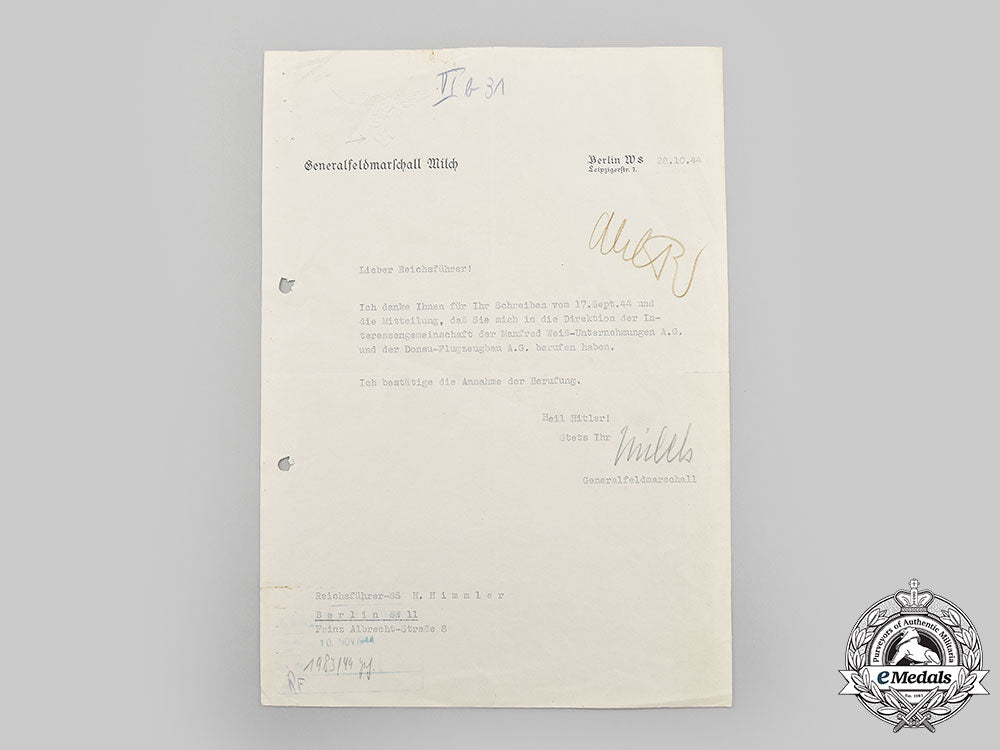 VI b 31
Generalfeldmarschall Milch
Berlin W 8 28.10.44
Leipzigerstr. 7.
Lieber Reichsführer!
Ich danke Ihnen für Ihr Schreiben vom 17.Sept.44 und
die Mitteilung, daß Sie mich in die Direktion der In-
teressengemeinschaft der Manfred Weiß-Unternehmungen A.G.
und der Donau-Flugzeugbau A.G. berufen haben.
Ich bestätige die Annahme der Berufung.
Heil Hitler!
Stets Ihr Milch
Generalfeldmarschall
Reichsführer-SS H. Himmler
Berlin SW 11
Prinz Albrecht-Straße 8
10. NOV. 1944
1983/44
RF
Purveyors of Authentic Militaria
eMedals